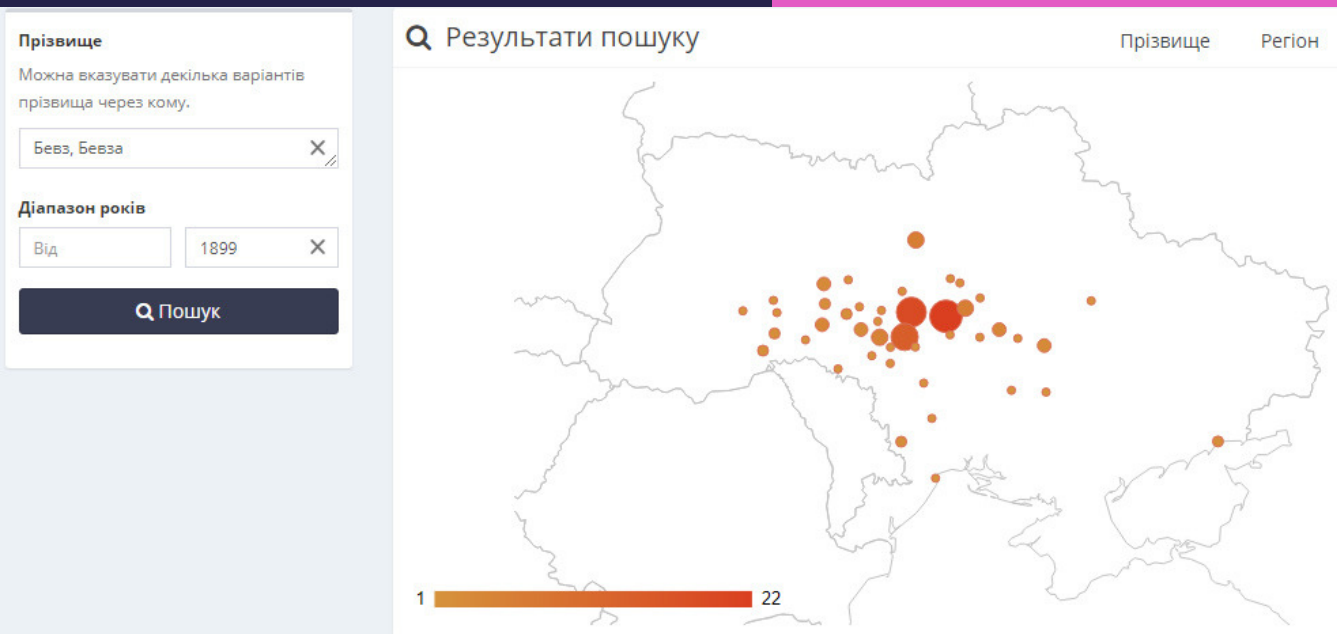 Прізвище
Можна вказувати декілька варіантів
прізвища через кому.
Бевз, Бевза
Діапазон років
Від
1899
Пошук
Результати пошуку
Прізвище
Регіон
1
22